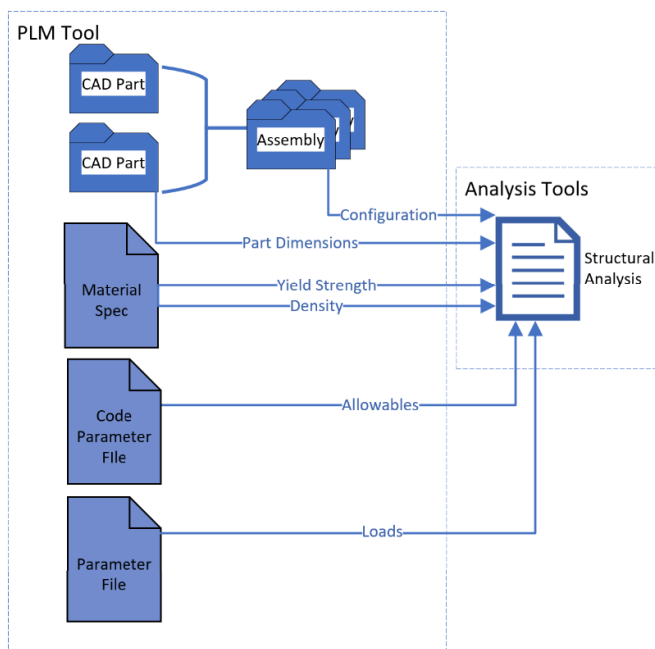 PLM Tool
CAD Part
CAD Part
Assembly
Configuration
Part Dimensions
Analysis Tools
Structural
Analysis
Material
Spec
Yield Strength
Density
Code
Parameter
FIle
Allowables
Parameter
File
Loads